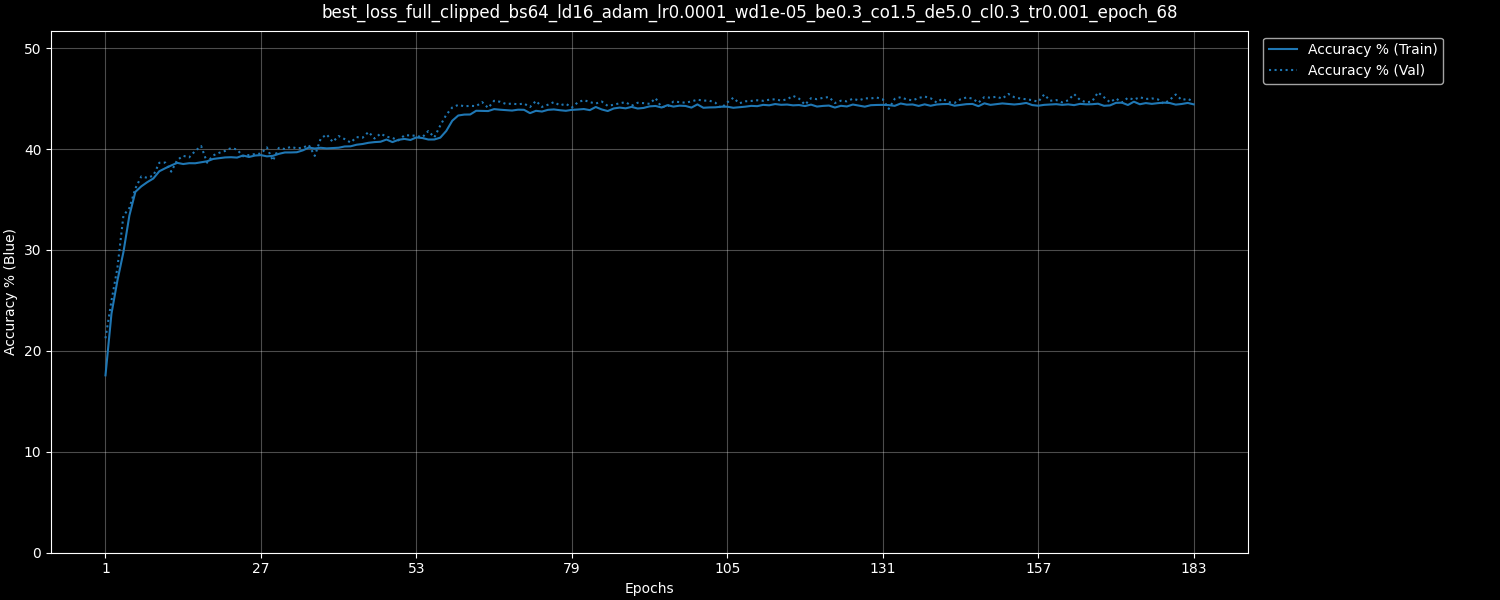 best_loss_full_clipped_bs64_ld16_adam_lr0.0001_wd1e-05_be0.3_co1.5_de5.0_cl0.3_tr0.001_epoch_68
Accuracy % (Train)
Accuracy % (Val)
Accuracy % (Blue)
50
40
30
20
10
0
1 27 53 79 105 131 157 183
Epochs